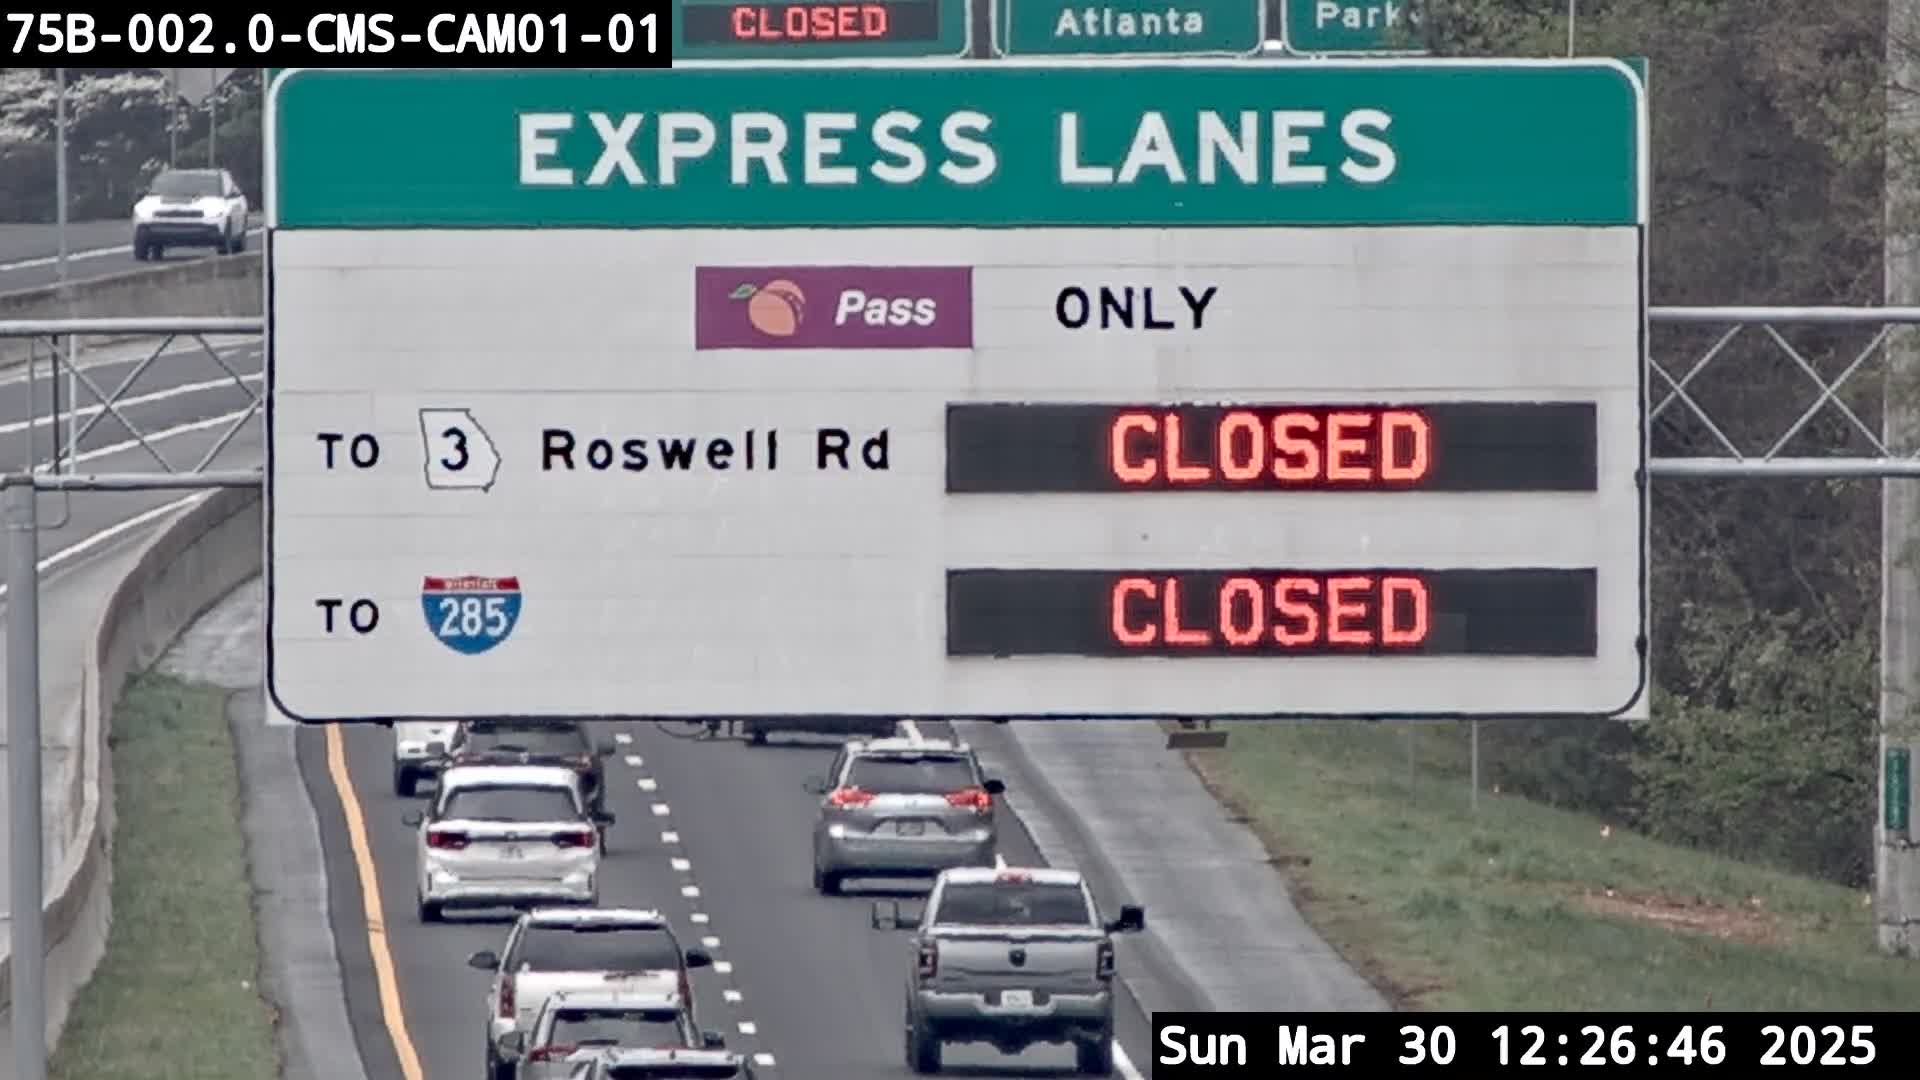 75B-002.0-CMS-CAM01-01
CLOSED
Atlanta
EXPRESS LANES
Pass ONLY
TO 3 Roswell Rd CLOSED
TO 285 CLOSED
Sun Mar 30 12:26:46 2025